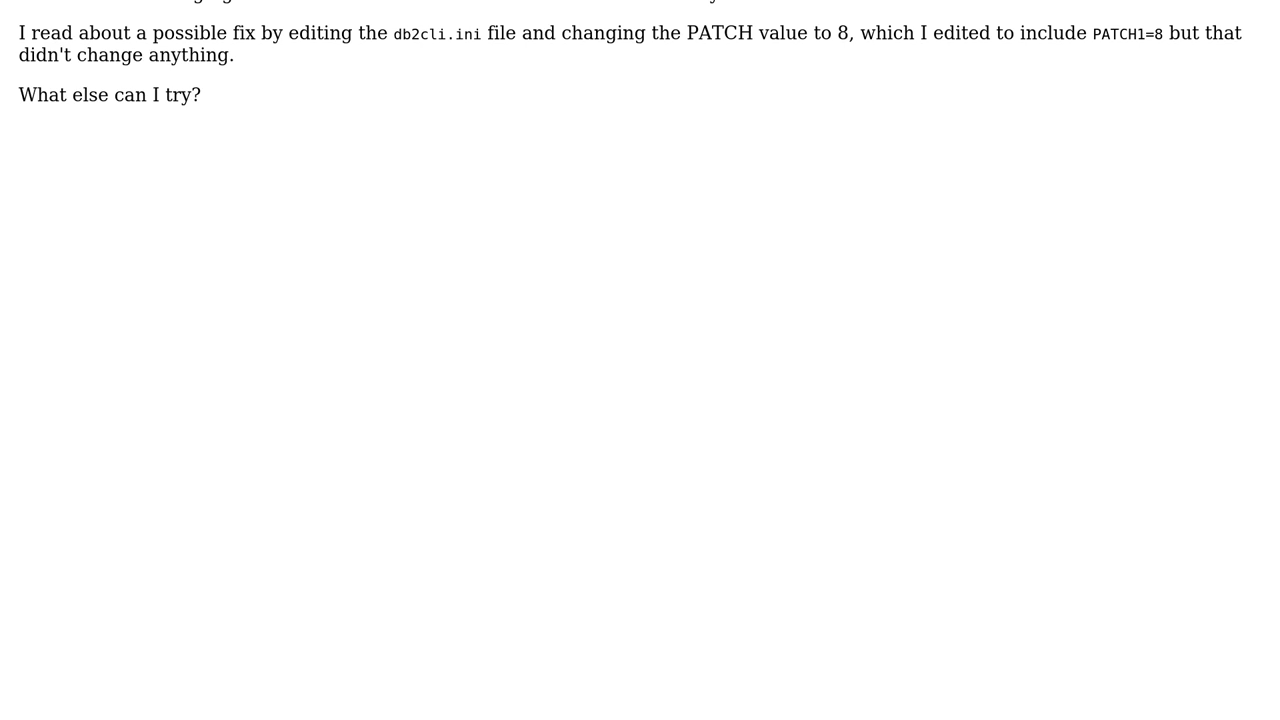 I read about a possible fix by editing the db2cli.ini file and changing the PATCH value to 8, which I edited to include PATCH1=8 but that
didn't change anything.
What else can I try?